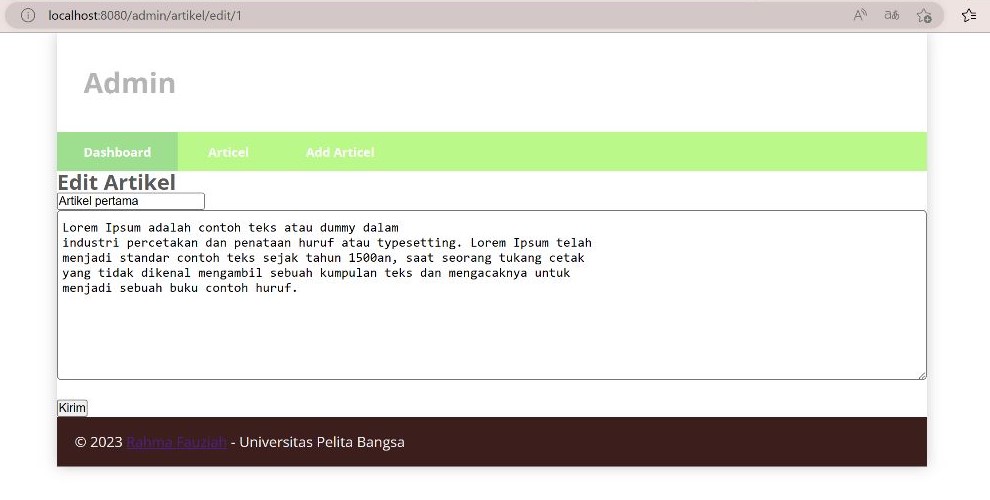 localhost:8080/admin/artikel/edit/1
Admin
Dashboard Articel Add Articel
Edit Artikel
Artikel pertama
Lorem Ipsum adalah contoh teks atau dummy dalam
industri percetakan dan penataan huruf atau typesetting. Lorem Ipsum telah
menjadi standar contoh teks sejak tahun 1500an, saat seorang tukang cetak
yang tidak dikenal mengambil sebuah kumpulan teks dan mengacaknya untuk
menjadi sebuah buku contoh huruf.
Kirim
© 2023 Rahma Fauziah - Universitas Pelita Bangsa